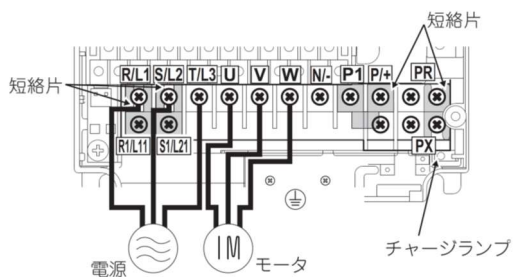 短絡片
R/L1 S/L2 T/L3 U V W N/- P1 P/+ PR
短絡片
R1/L11 S1/L21 PX
電源 IM モータ チャージランプ